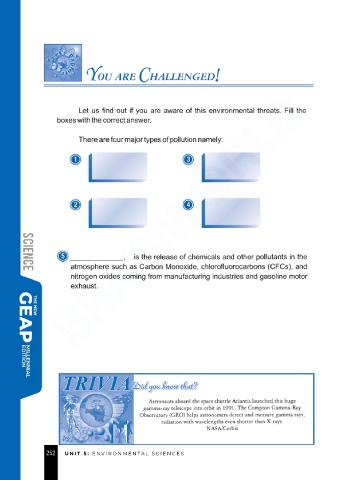 YOU ARE CHALLENGED!
Let us find out if you are aware of this environmental threats. Fill the
boxes with the correct answer.
There are four major types of pollution namely:
1
3
2
4
5 ______________, is the release of chemicals and other pollutants in the
atmosphere such as Carbon Monoxide, chlorofluorocarbons (CFCs), and
nitrogen oxides coming from manufacturing industries and gasoline motor
exhaust.
SCIENCE
THE NEW
GEAP
MILLENNIAL
EDITION
TRIVIA
Did you know that?
Astronauts aboard the space shuttle Atlantis launched this huge
gamma-ray telescope into orbit in 1991. The Compton Gamma-Ray
Observatory (GRO) helps astronomers detect and measure gamma rays,
radiation with wavelengths even shorter than X rays.
NASA/Corbis
252 UNIT 5: ENVIRONMENTAL SCIENCES